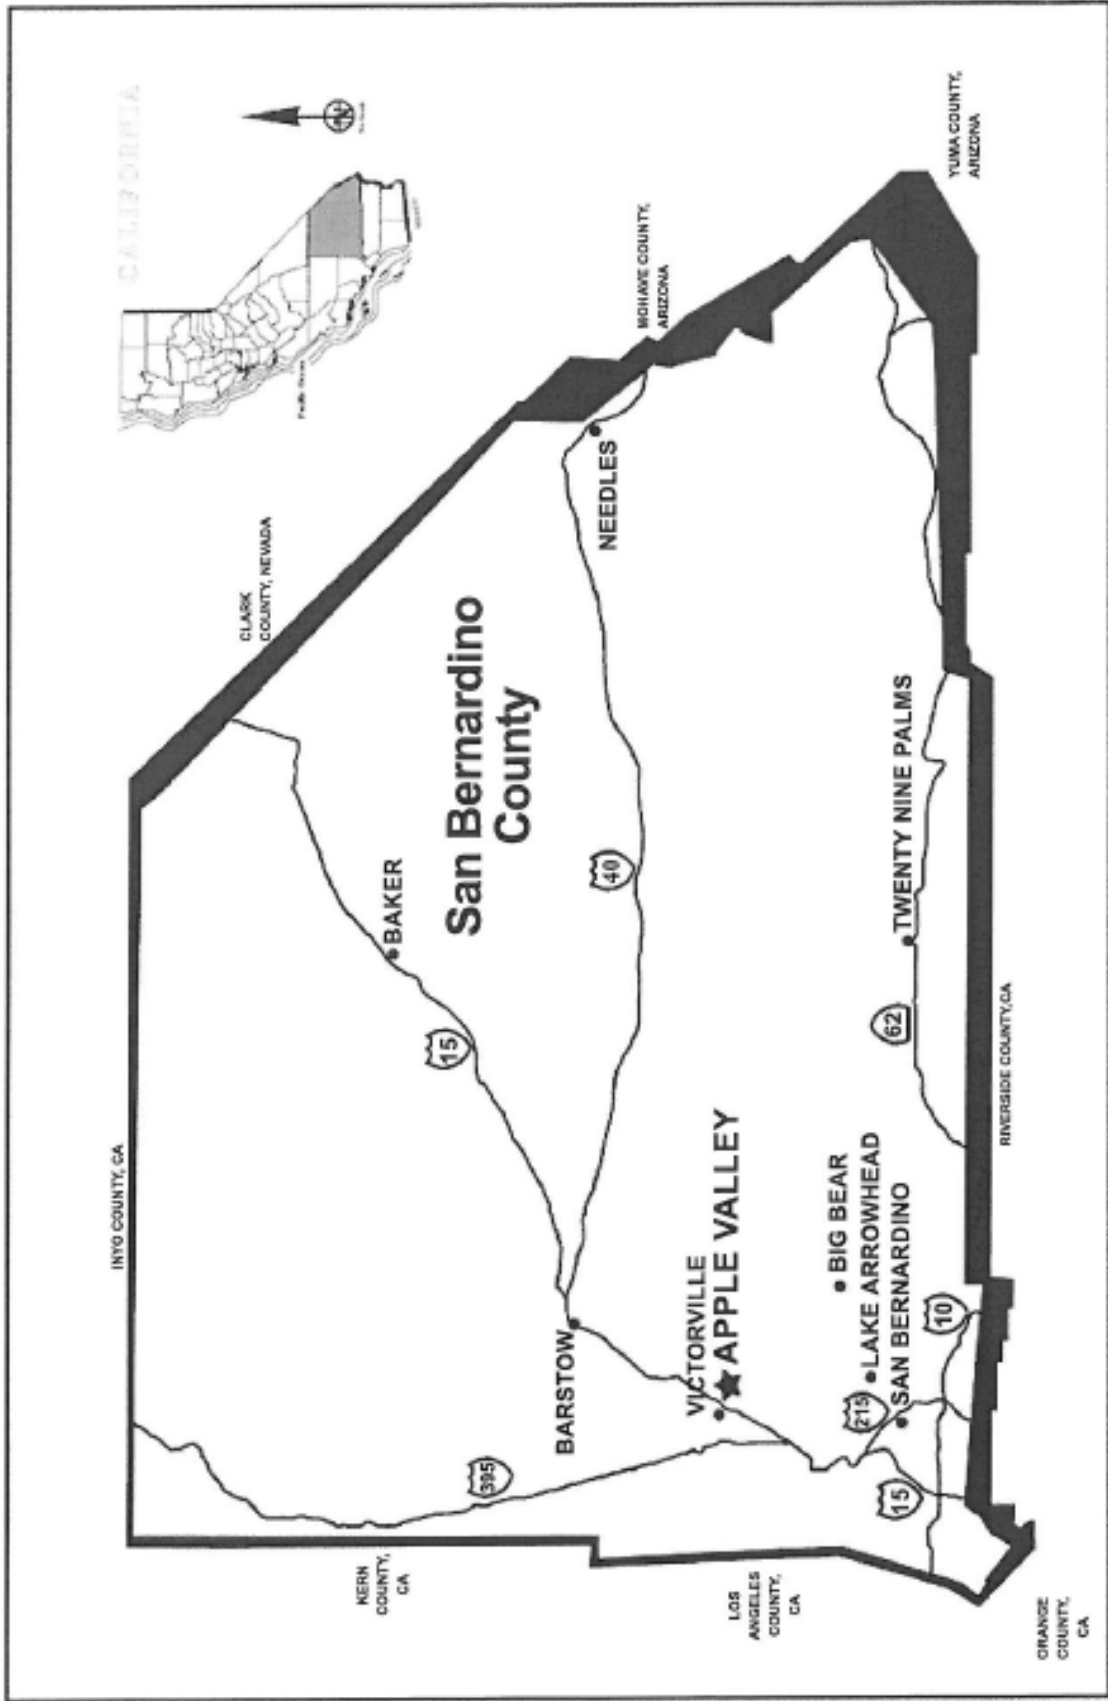 CALIFORNIA
Pacific Ocean
INYO COUNTY, CA
CLARK
COUNTY, NEVADA
KERN
COUNTY,
CA
395
15
BAKER
San Bernardino
County
BARSTOW
40
NEEDLES
MOHAVE COUNTY,
ARIZONA
LOS
ANGELES
COUNTY,
CA
VICTORVILLE
APPLE VALLEY
BIG BEAR
LAKE ARROWHEAD
SAN BERNARDINO
215
15
10
62
TWENTY NINE PALMS
YUMA COUNTY,
ARIZONA
RIVERSIDE COUNTY,CA
ORANGE
COUNTY,
CA